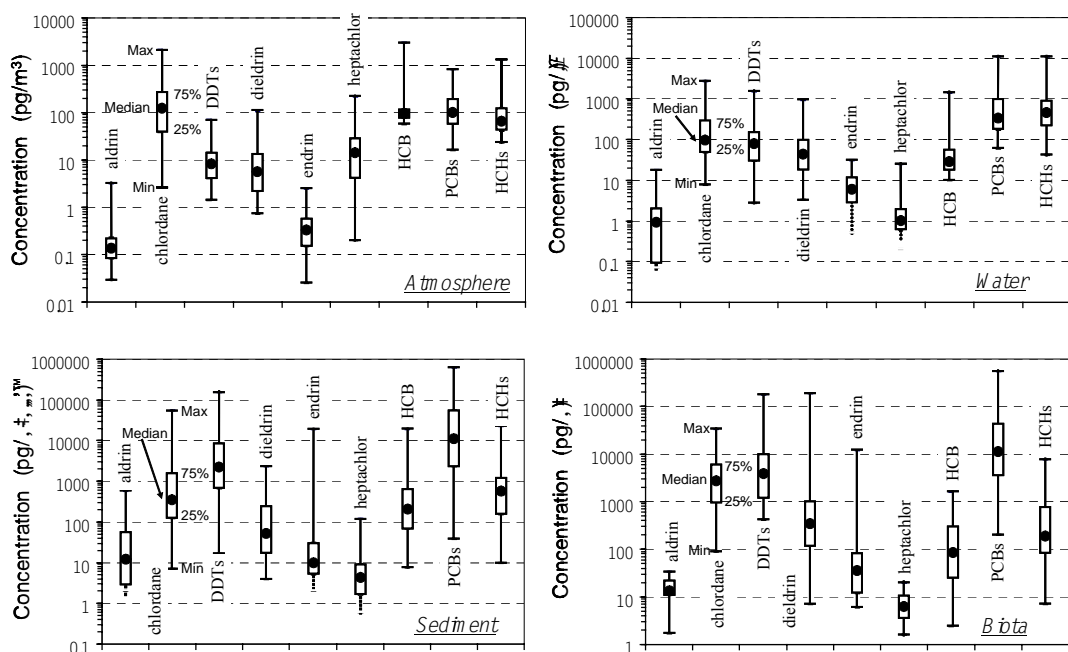 Concentration (pg/m³)
10000
1000
100
10
1
0.1
0.01
aldrin
chlordane
Max
75%
Median
25%
Min
DDTs
dieldrin
endrin
heptachlor
HCB
PCBs
HCHs
Atmosphere
Concentration (pg/
100000
10000
1000
100
10
1
0.1
0.01
aldrin
chlordane
Max
Median
75%
25%
Min
DDTs
dieldrin
endrin
heptachlor
HCB
PCBs
HCHs
Water
Concentration (pg/
1000000
100000
10000
1000
100
10
1
0.1
aldrin
chlordane
Max
Median
75%
25%
Min
DDTs
dieldrin
endrin
heptachlor
HCB
PCBs
HCHs
Sediment
Concentration (pg/
1000000
100000
10000
1000
100
10
1
aldrin
chlordane
Max
75%
Median
25%
Min
DDTs
dieldrin
endrin
heptachlor
HCB
PCBs
HCHs
Biota